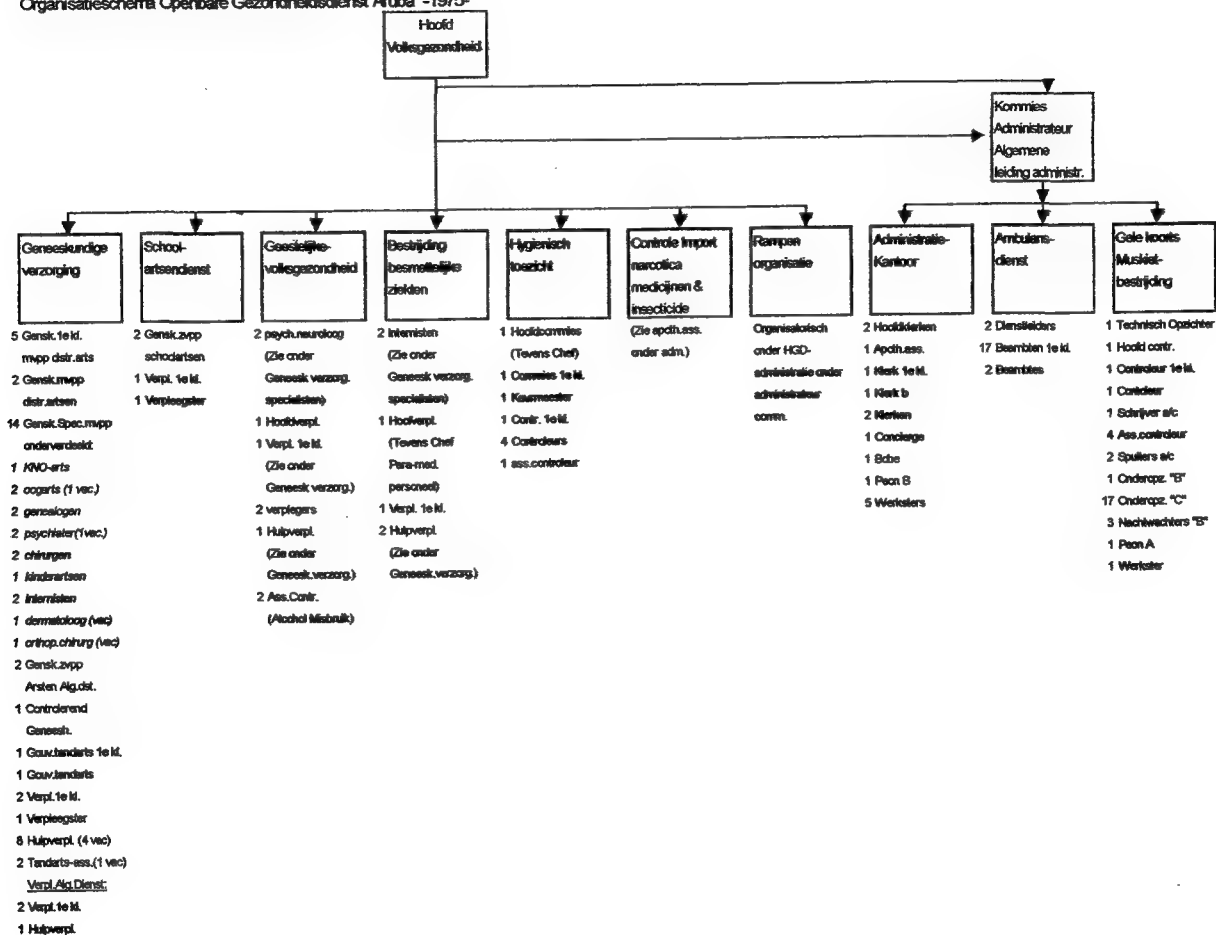 Organisatieschema Openbare Gezondheidsdienst Aruba -1975-
Hoofd
Volksgezondheid
Kommies
Administrateur
Algemene
leiding administr.
Geneeskundige
verzorging
School-
artsendienst
Geestelijke-
volksgezondheid
Bestrijding
besmettelijke
ziekten
Hygienisch
toezicht
Controle Import
narcotica
medicijnen &
insecticide
Rampen
organisatie
Administratie-
Kantoor
Ambulans-
dienst
Gele koorts
Muskiet-
bestrijding
5 Gensk.1e kl.
mvpp dstr.arts
2 Gensk.mvpp
distr.artsen
14 Gensk.Spec.mvpp
onderverdeeld:
1 KNO-arts
2 oogarts (1 vac.)
2 genealogen
2 psychiater(1vac.)
2 chirurgen
1 kinderartsen
2 internisten
1 dermatoloog (vac)
1 orthop.chirurg (vac)
2 Gensk.zvpp
Arsten Alg.dst.
1 Controlerend
Geneesh.
1 Gouv.tandarts 1e kl.
1 Gouv.tandarts
2 Verpl.1e kl.
1 Verpleegster
8 Hulpverpl. (4 vac)
2 Tandarts-ass.(1 vac)
Verpl.Alg.Dienst:
2 Verpl.1e kl.
1 Hulpverpl.
2 Gensk.zvpp
schoolartsen
1 Verpl. 1e kl.
1 Verpleegster
2 psych.neuroloog
(Zie onder
Geneesk verzorg.
specialisten)
1 Hoofdverpl.
1 Verpl. 1e kl.
(Zie onder
Geneesk verzorg.)
2 verplegers
1 Hulpverpl.
(Zie onder
Geneesk.verzorg.)
2 Ass.Contr.
(Alcohol Misbruik)
2 Internisten
(Zie onder
Geneesk verzorg.
specialisten)
1 Hoofverpl.
(Tevens Chef
Para-med.
personeel)
1 Verpl. 1e kl.
2 Hulpverpl.
(Zie onder
Geneesk.verzorg.)
1 Hoofdcommies
(Tevens Chef)
1 Commies 1e kl.
1 Keurmeester
1 Contr. 1e kl.
4 Controleurs
1 ass.controleur
(Zie apoth.ass.
onder adm.)
Organisatorisch
onder HGD-
administratie onder
administrateur
comm.
2 Hoofdklerken
1 Apoth.ass.
1 Klerk 1e kl.
1 Klerk b
2 Klerken
1 Concierge
1 Bode
1 Peon B
5 Werksters
2 Dienstleiders
17 Beambten 1e kl.
2 Beambtes
1 Technisch Opzichter
1 Hoofd contr.
1 Controleur 1e kl.
1 Controleur
1 Schrijver a/c
4 Ass.controleur
2 Spuiters a/c
1 Onderopz. "B"
17 Onderopz. "C"
3 Nachtwachters "B"
1 Peon A
1 Werkster